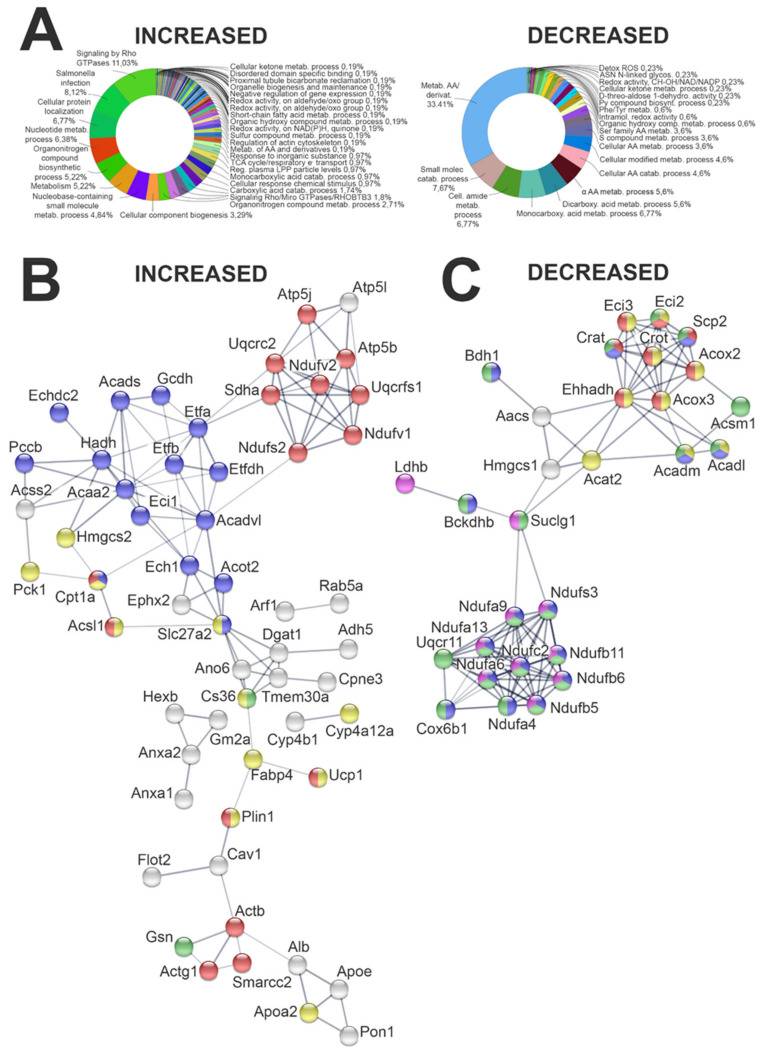 A
INCREASED
Signaling by Rho
GTPases 11,03%
Salmonella
infection
8,12%
Cellular protein
localization
6,77%
Nucleotide metab.
process 6,38%
Organonitrogen
compound
biosynthetic
process 5,22%
Metabolism 5,22%
Nucleobase-containing
small molecule
metab. process 4,84%
Cellular component biogenesis 3,29%
Cellular ketone metab. process 0,19%
Disordered domain specific binding 0,19%
Proximal tubule bicarbonate reclamation 0,19%
Organelle biogenesis and maintenance 0,19%
Negative regulation of gene expression 0,19%
Redox activity, on aldehyde/oxo group 0,19%
Redox activity, on aldehyde/oxo group 0,19%
Short-chain fatty acid metab. process 0,19%
Organic hydroxy compound metab. process 0,19%
Redox activity, on NAD(P)H, quinone 0,19%
Sulfur compound metab. process 0,19%
Regulation of actin cytoskeleton 0,19%
Metab. of AA and derivatives 0,19%
Response to inorganic substance 0,97%
TCA cycle/respiratory e transport 0,97%
Reg. plasma LPP particle levels 0,97%
Monocarboxylic acid catab. process 0,97%
Cellular response chemical stimulus 0,97%
Carboxylic acid catab. process 1,74%
Signaling Rho/Miro GTPases/RHOBTB3 1,8%
Organonitrogen compound metab. process 2,71%
DECREASED
Metab. AA/
derivat.
33.41%
Small molec
catab. process
7,67%
Cell. amide
metab.
process
6,77%
Monocarboxy. acid metab. process 6,77%
Dicarboxy. acid metab. process 5,6%
α AA metab. process 5,6%
Detox ROS 0,23%
ASN N-linked glycos. 0,23%
Redox activity, CH-OH/NAD/NADP 0,23%
Cellular ketone metab. process 0,23%
D-threo-aldose 1-dehydro. activity 0,23%
Py compound biosynt. process 0,23%
Phe/Tyr metab. 0,6%
Intramol. redox activity 0,6%
Organic hydroxy comp. metab. process 0,6%
Ser family AA metab. 3,6%
S compound metab. process 3,6%
Cellular AA metab. process 3,6%
Cellular modified metab. process 4,6%
Cellular AA catab. process 4,6%
B
INCREASED
Atp5j
Atp5l
Uqcrc2
Atp5b
Ndufv2
Sdha
Uqcrfs1
Ndufs2
Ndufv1
Acads
Gcdh
Echdc2
Etfa
Pccb
Hadh
Etfb
Etfdh
Acss2
Acaa2
Eci1
Acadvl
Hmgcs2
Ech1
Acot2
Pck1
Cpt1a
Ephx2
Acsl1
Slc27a2
Arf1
Rab5a
Dgat1
Adh5
Ano6
Cpne3
Hexb
Cs36
Tmem30a
Gm2a
Cyp4b1
Cyp4a12a
Anxa2
Fabp4
Ucp1
Anxa1
Plin1
Flot2
Cav1
Actb
Gsn
Actg1
Smarcc2
Alb
Apoe
Apoa2
Pon1
C
DECREASED
Eci3
Eci2
Scp2
Crat
Crot
Acox2
Bdh1
Ehhadh
Acox3
Aacs
Acsm1
Hmgcs1
Acat2
Acadm
Acadl
Ldhb
Bckdhb
Suclg1
Ndufa9
Ndufs3
Ndufa13
Uqcr11
Ndufc2
Ndufb11
Ndufa6
Ndufb6
Cox6b1
Ndufa4
Ndufb5